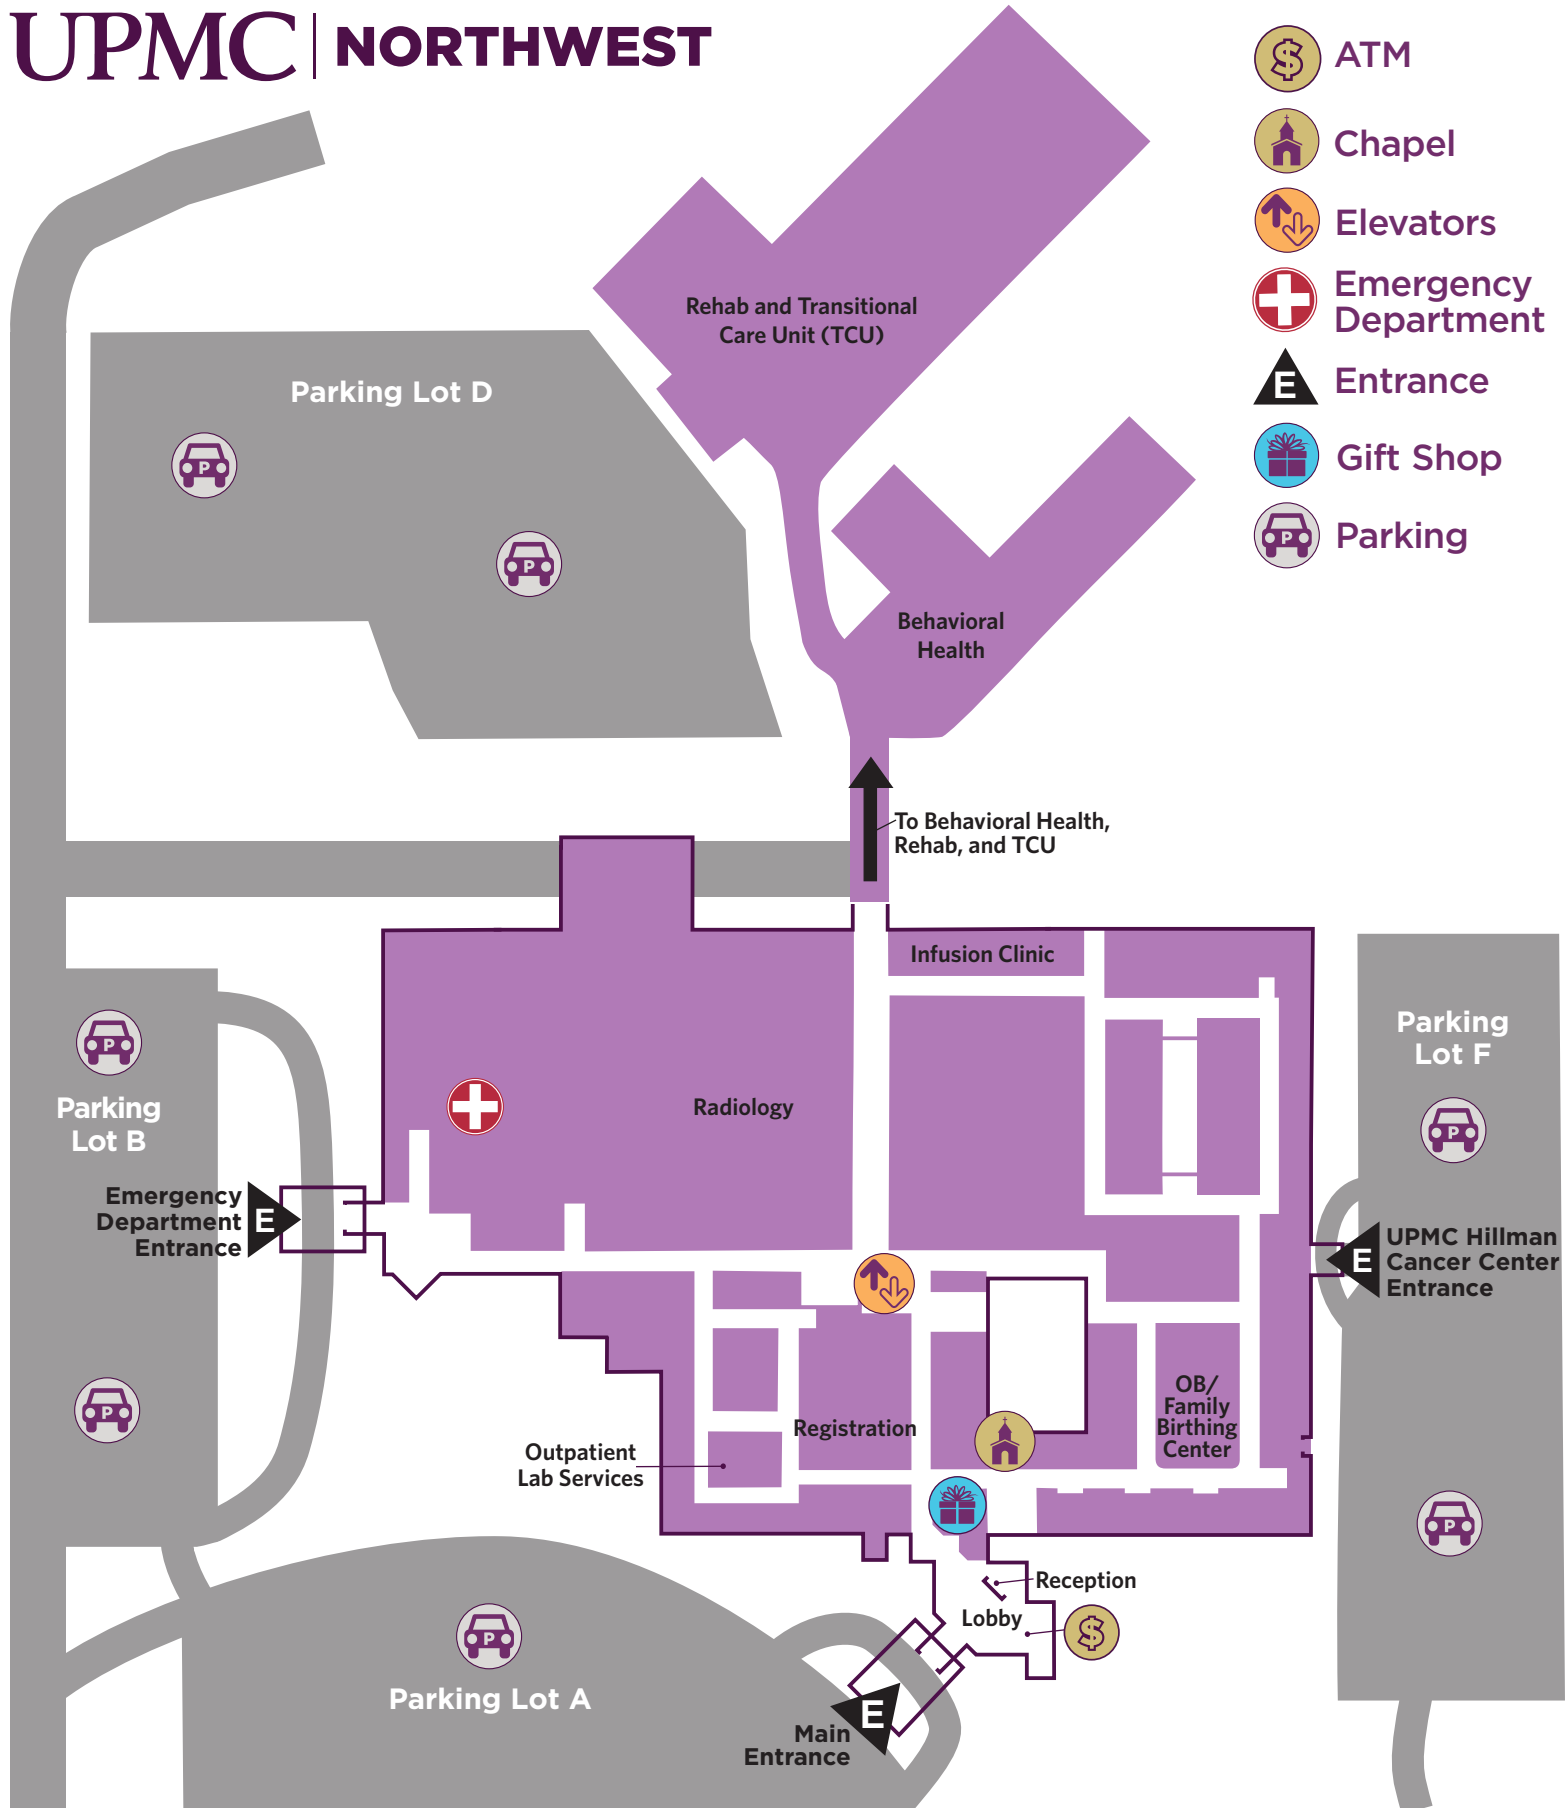 UPMC | NORTHWEST
$ ATM
Chapel
Elevators
Emergency
Department
E Entrance
Gift Shop
P Parking
Rehab and Transitional
Care Unit (TCU)
Parking Lot D
P
P
Behavioral
Health
To Behavioral Health,
Rehab, and TCU
Infusion Clinic
Parking
Lot F
P
P
Parking
Lot B
Radiology
Emergency
Department
Entrance
E
E
UPMC Hillman
Cancer Center
Entrance
P
OB/
Family
Birthing
Center
Registration
Outpatient
Lab Services
P
Reception
Lobby
$
P
Parking Lot A
E
Main
Entrance